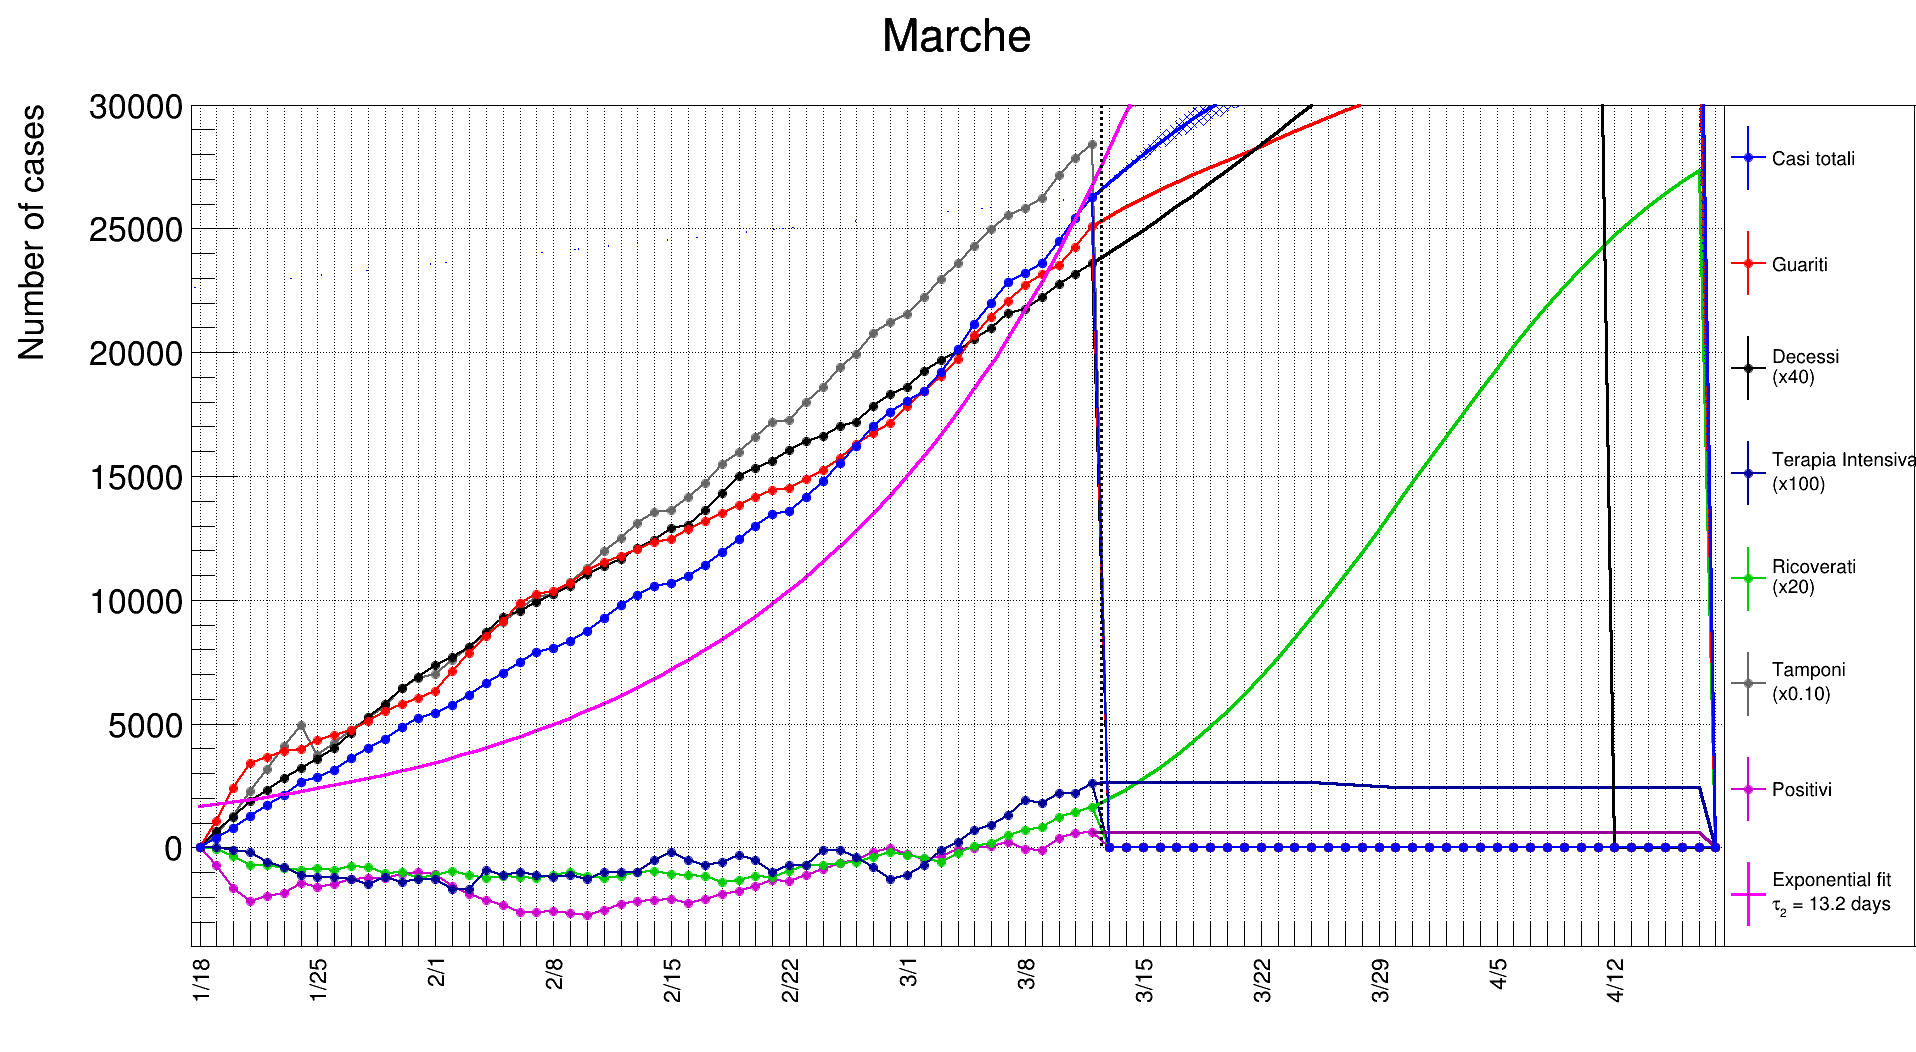 Marche
Number of cases
30000
25000
20000
15000
10000
5000
0
1/18
1/25
2/1
2/8
2/15
2/22
3/1
3/8
3/15
3/22
3/29
4/5
4/12
Casi totali
Guariti
Decessi
(x40)
Terapia Intensiva
(x100)
Ricoverati
(x20)
Tamponi
(x0.10)
Positivi
Exponential fit
τ2 = 13.2 days